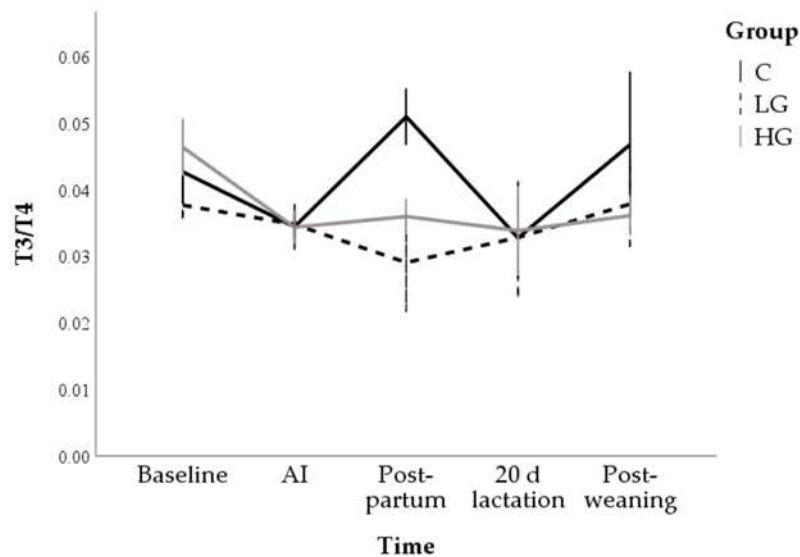 Group
C
LG
HG
T3/T4
0.06
0.05
0.04
0.03
0.02
0.01
0.00
Baseline
AI
Post-
partum
20 d
lactation
Post-
weaning
Time